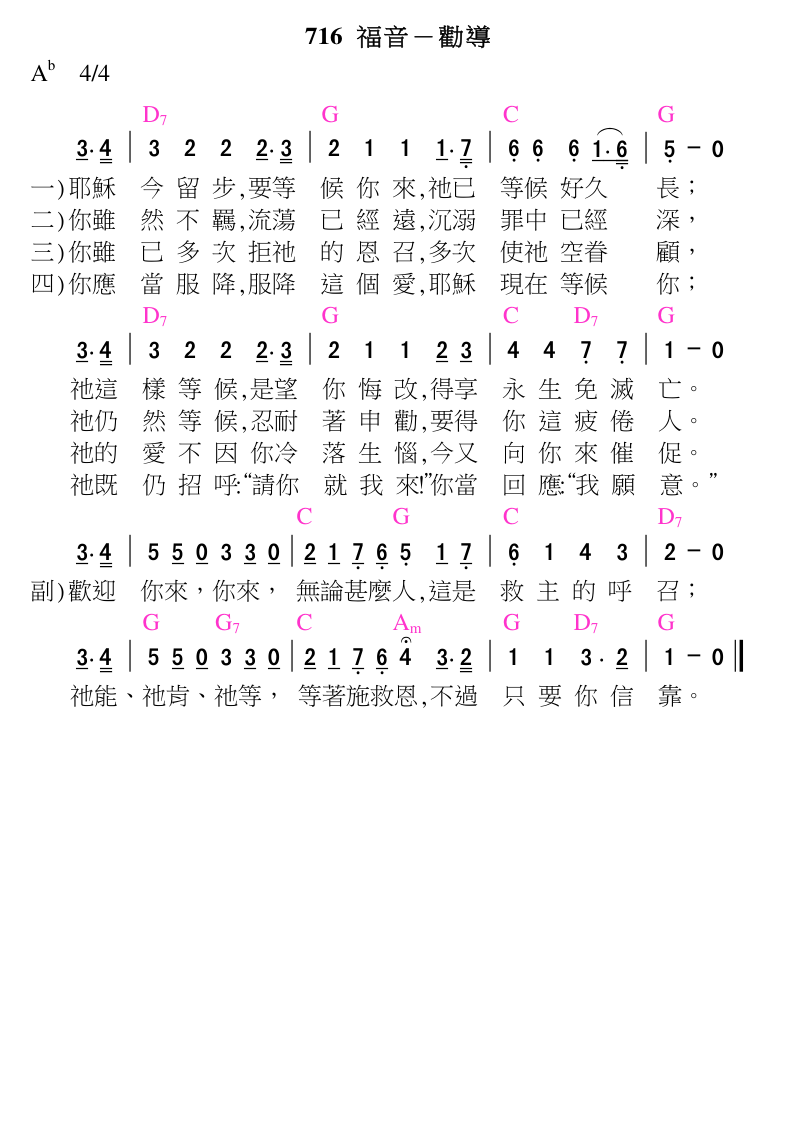 716 福音－勸導
A♭ 4/4
D7 G C G
3· 4 | 3 2 2 2· 3 | 2 1 1 1· 7 | 6 6 6 1· 6 | 5 － 0
一)耶穌 今 留 步,要等 候 你 來,祂已 等候 好久 長；
二)你雖 然 不 羈,流蕩 已 經 遠,沉溺 罪中 已經 深，
三)你雖 已 多 次 拒祂 的 恩 召,多次 使祂 空眷 顧，
四)你應 當 服 降,服降 這 個 愛,耶穌 現在 等候 你；
D7 G C D7 G
3· 4 | 3 2 2 2· 3 | 2 1 1 2 3 | 4 4 7 7 | 1 － 0
祂這 樣 等 候,是望 你 悔 改,得享 永 生 免 滅 亡。
祂仍 然 等 候,忍耐 著 申 勸,要得 你 這 疲 倦 人。
祂的 愛 不 因 你冷 落 生 惱,今又 向 你 來 催 促。
祂既 仍 招 呼:“請你 就 我 來!”你當 回 應:“我 願 意。”
C G C D7
3· 4 | 5 5 0 3 3 0 | 2 1 7 6 5 1 7 | 6 1 4 3 | 2 － 0
副)歡迎 你來，你來， 無論甚麼人,這是 救 主 的 呼 召；
G G7 C Am G D7 G
3· 4 | 5 5 0 3 3 0 | 2 1 7 6 4 3· 2 | 1 1 3· 2 | 1 － 0 ‖
祂能、祂肯、祂等， 等著施救恩,不過 只 要 你 信 靠。